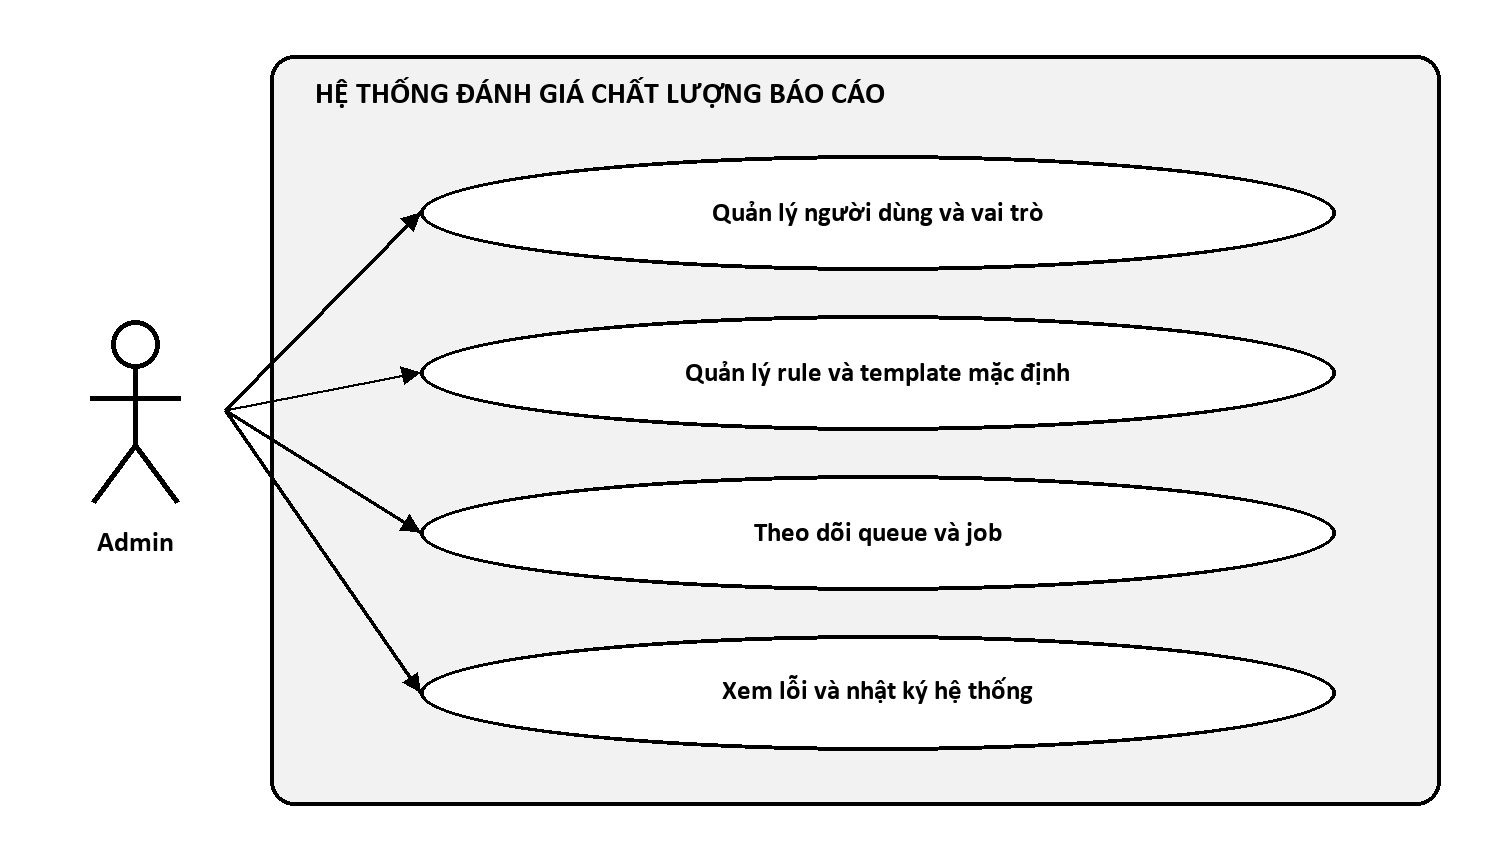 HỆ THỐNG ĐÁNH GIÁ CHẤT LƯỢNG BÁO CÁO
Quản lý người dùng và vai trò
Quản lý rule và template mặc định
Theo dõi queue và job
Xem lỗi và nhật ký hệ thống
Admin